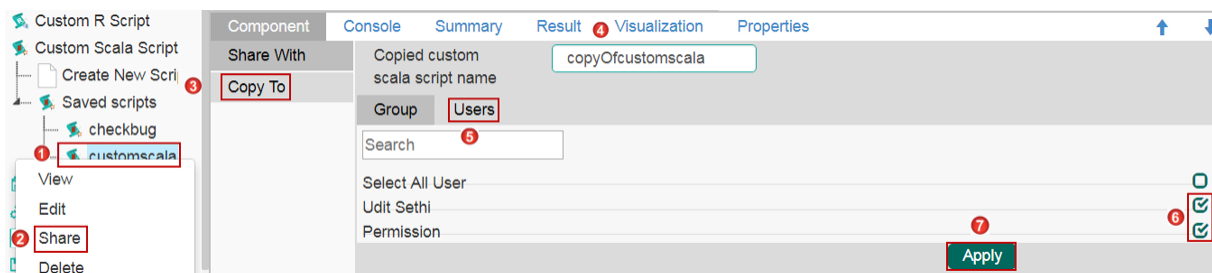 Custom R Script
Custom Scala Script
Create New Scri
Saved scripts
checkbug
1 customscala
View
Edit
2 Share
Delete
Component Console Summary Result 4 Visualization Properties
Share With
3 Copy To
Copied custom
scala script name
copyOfcustomscala
Group Users
5
Search
Select All User
Udit Sethi
Permission
6
7
Apply